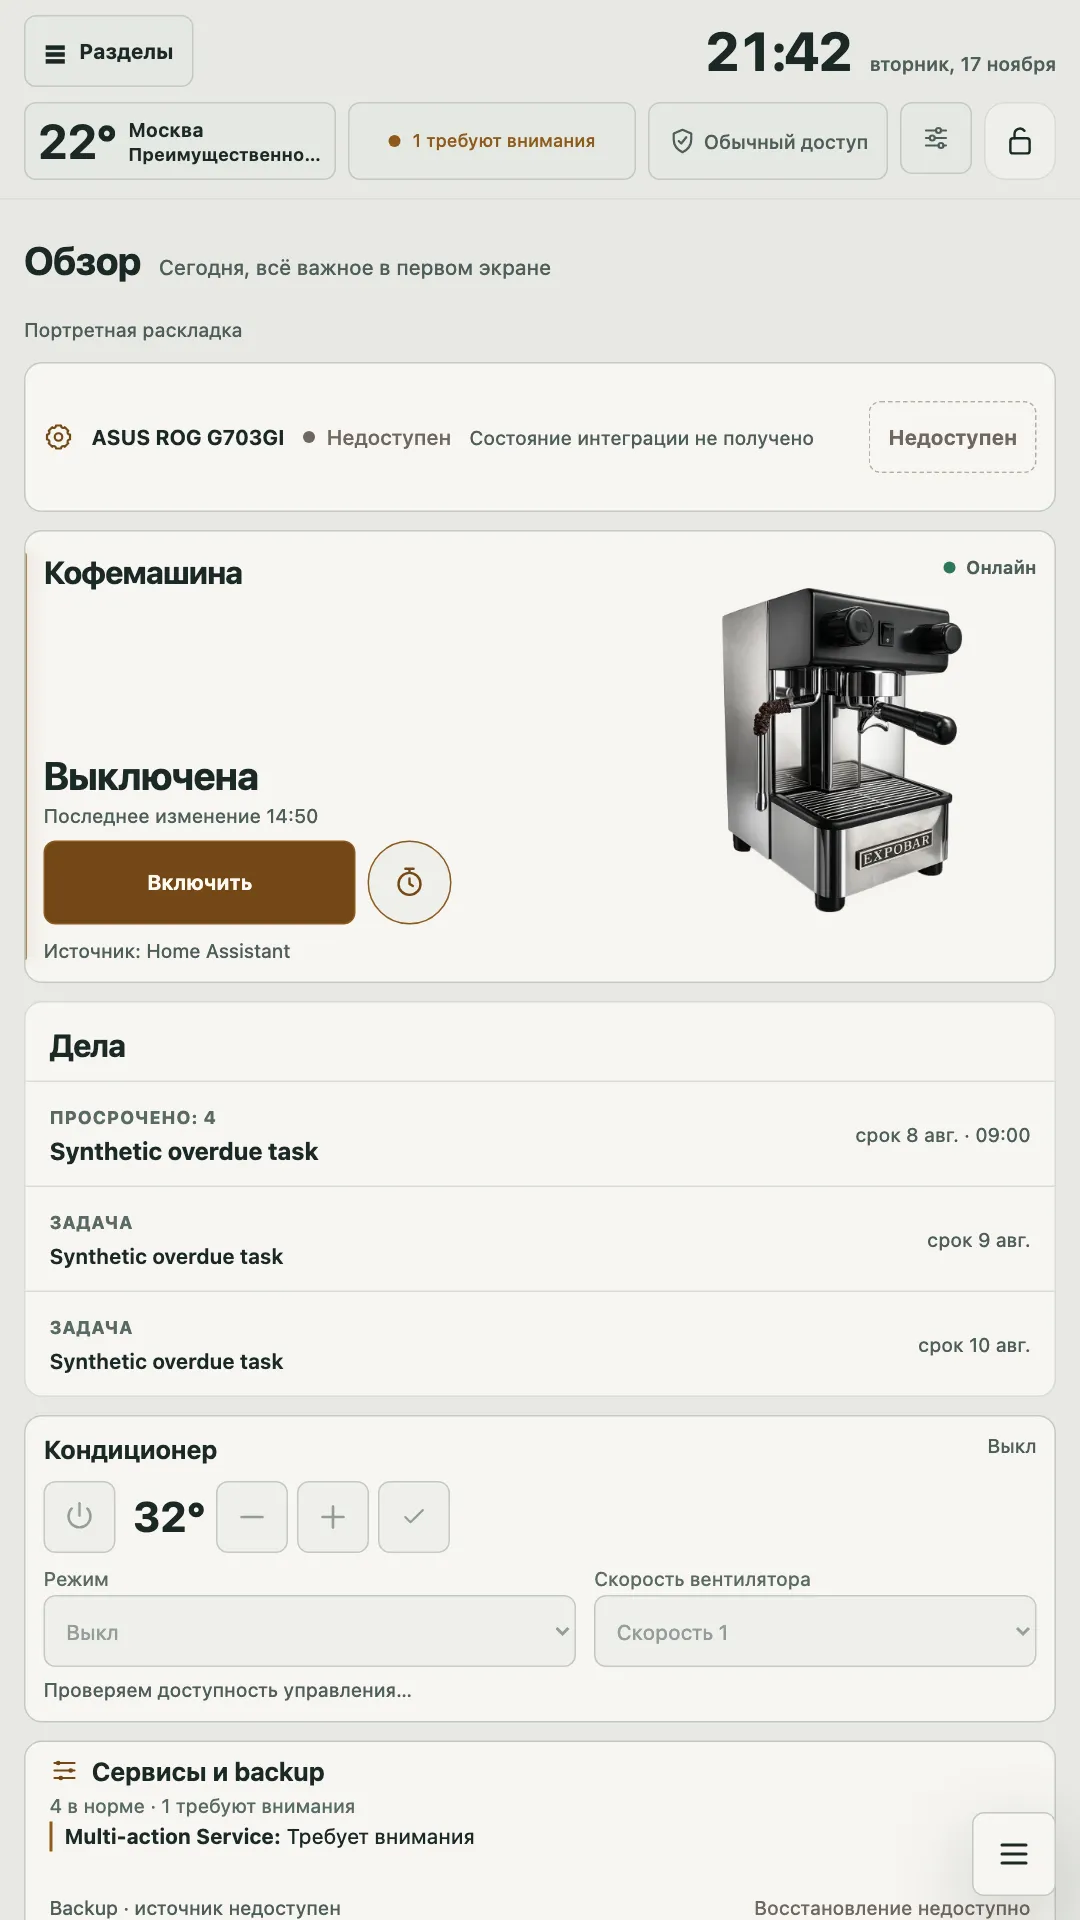 Разделы
21:42 вторник, 17 ноября
22° Москва
Преимущественно...
1 требуют внимания
Обычный доступ
Обзор Сегодня, всё важное в первом экране
Портретная раскладка
ASUS ROG G703GI Недоступен Состояние интеграции не получено Недоступен
Кофемашина
Онлайн
EXPOBAR
Выключена
Последнее изменение 14:50
Включить
Источник: Home Assistant
Дела
ПРОСРОЧЕНО: 4
Synthetic overdue task
срок 8 авг. · 09:00
ЗАДАЧА
Synthetic overdue task
срок 9 авг.
ЗАДАЧА
Synthetic overdue task
срок 10 авг.
Кондиционер
Выкл
32°
Режим
Выкл
Скорость вентилятора
Скорость 1
Проверяем доступность управления...
Сервисы и backup
4 в норме · 1 требуют внимания
Multi-action Service: Требует внимания
Backup · источник недоступен
Восстановление недоступно